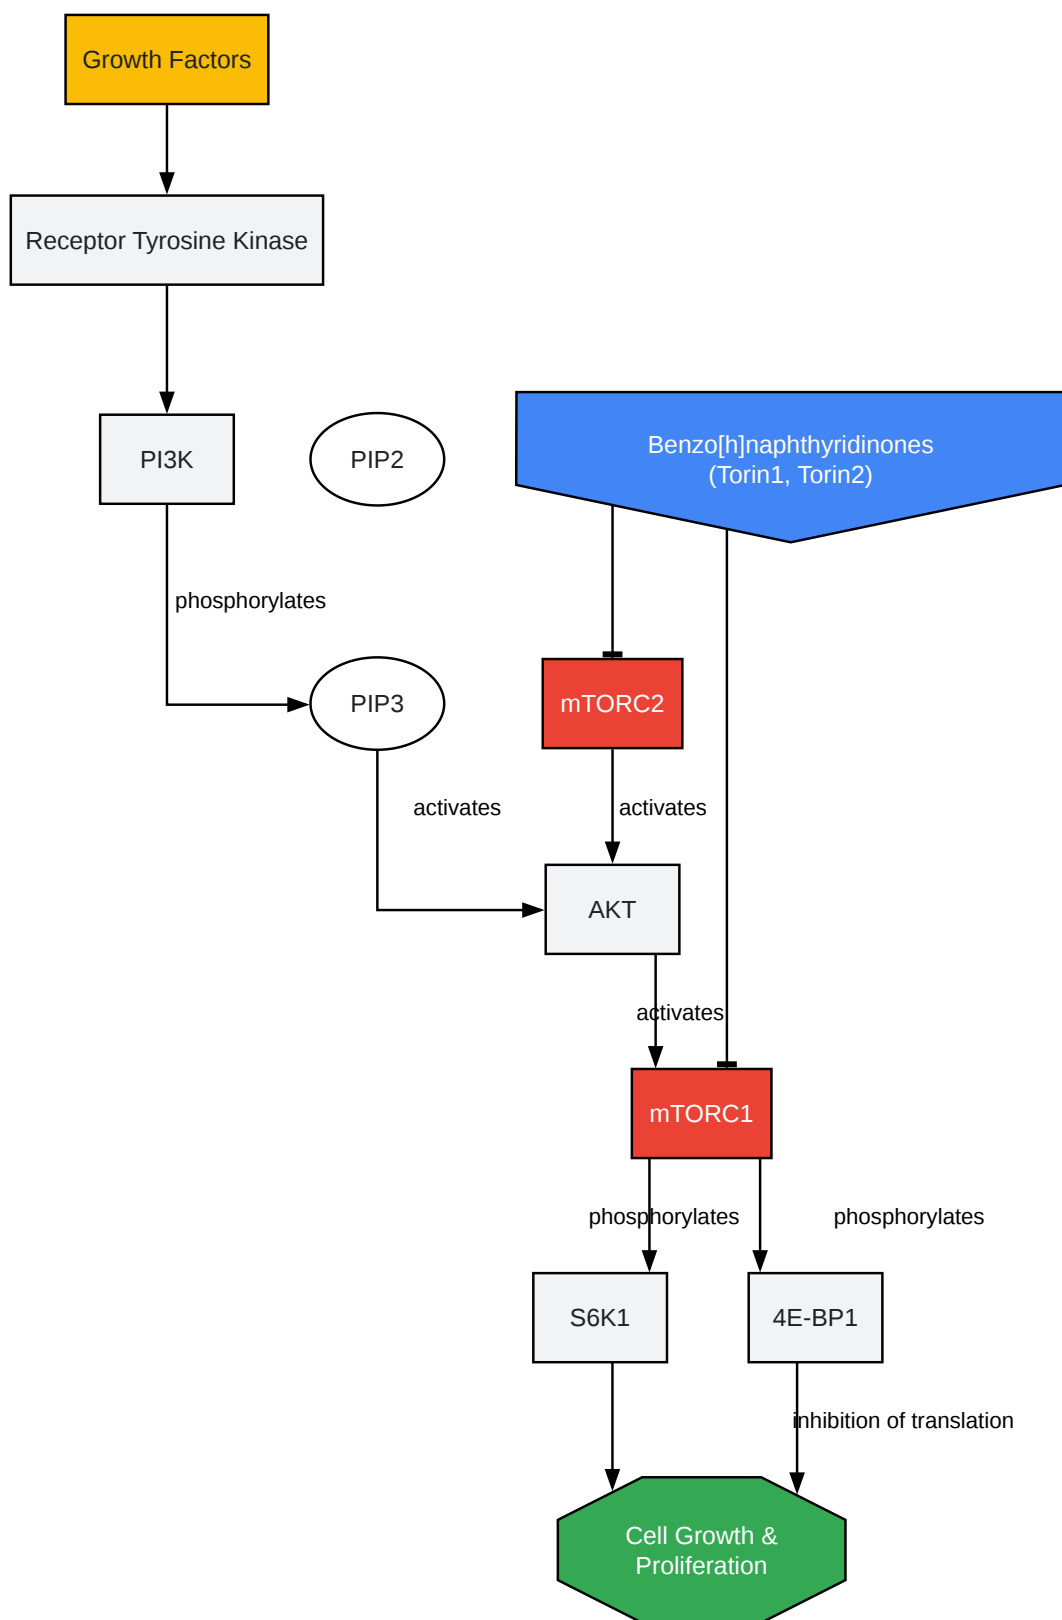 Growth Factors
Receptor Tyrosine Kinase
PI3K
PIP2
Benzo[h]naphthyridinones
(Torin1, Torin2)
phosphorylates
PIP3
mTORC2
activates
activates
AKT
activates
mTORC1
phosphorylates
phosphorylates
S6K1
4E-BP1
inhibition of translation
Cell Growth &
Proliferation